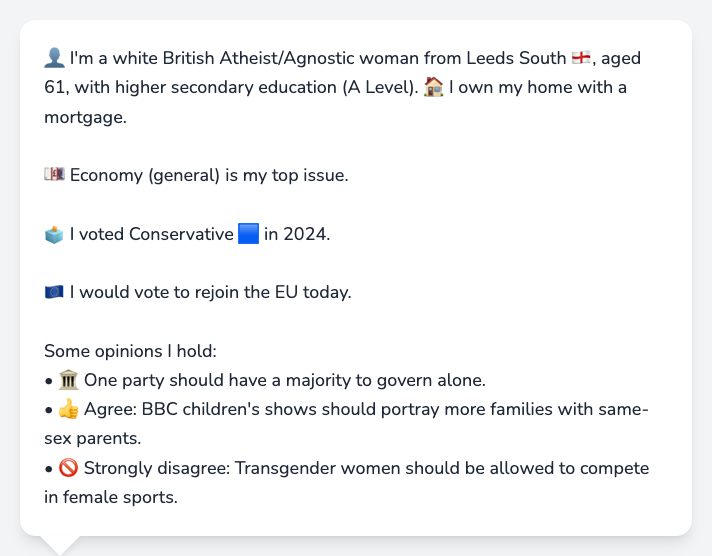 👤 I'm a white British Atheist/Agnostic woman from Leeds South 🏴󠁧󠁢󠁥󠁮󠁧󠁿, aged
61, with higher secondary education (A Level). 🏠 I own my home with a
mortgage.
💷 Economy (general) is my top issue.
🗳️ I voted Conservative 🟦 in 2024.
🇪🇺 I would vote to rejoin the EU today.
Some opinions I hold:
• 🏛️ One party should have a majority to govern alone.
• 👍 Agree: BBC children's shows should portray more families with same-
sex parents.
• 🚫 Strongly disagree: Transgender women should be allowed to compete
in female sports.